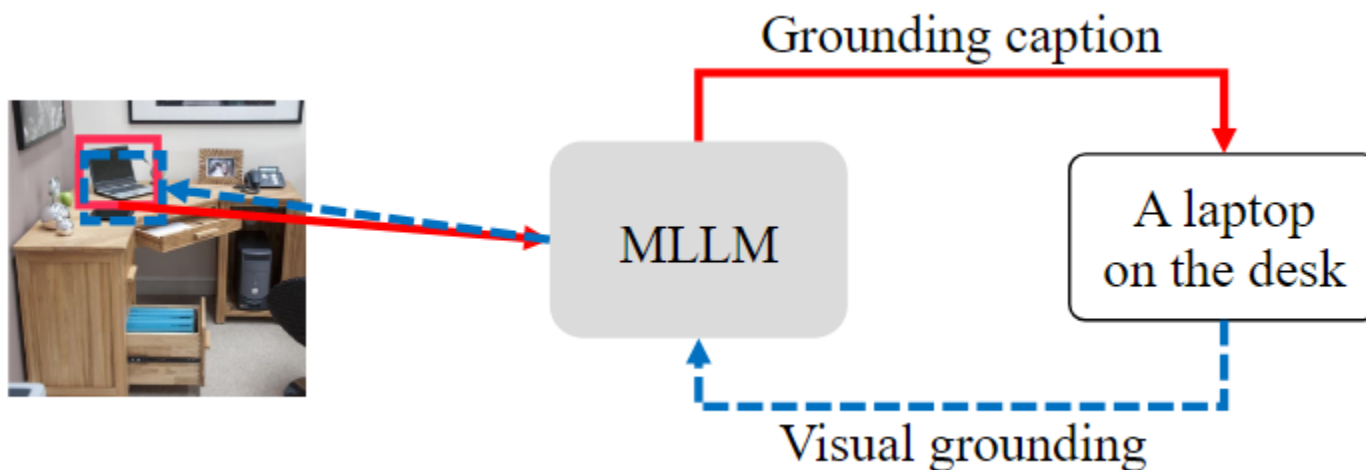 Grounding caption
MLLM
A laptop
on the desk
Visual grounding